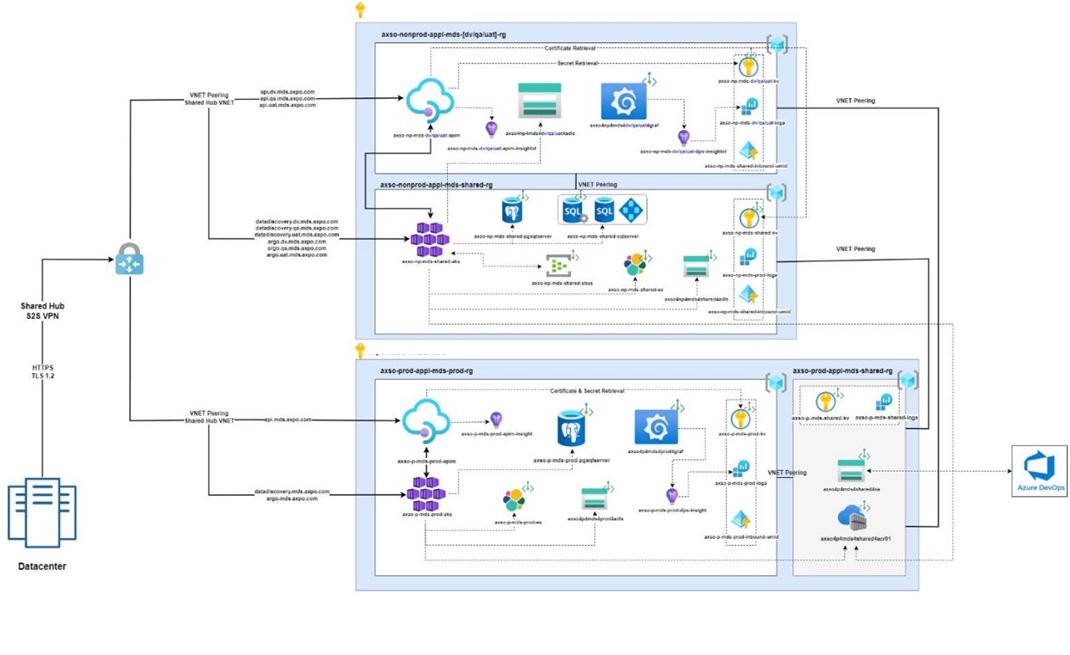 axso-nonprod-appl-mds-[dv/qa/uat]-rg
Certificate Retrieval
Secret Retrieval
axso-np-mds-dv/qa/uat-kv
VNET Peering
Shared Hub VNET
api.dv.mds.axpo.com
api.qa.mds.axpo.com
api.uat.mds.axpo.com
VNET Peering
axso-np-mds-dv/qa/uat-loga
axso-np-mds-dv/qa/uat-apim
axso-np-mds-dv/qa/uat-apim-insight
axso-np-mds-dv/qa/uat-dps-insight
axso-np-mds-shared-inbound-umid
axso-nonprod-appl-mds-shared-rg
VNET Peering
axso-np-mds-shared-pgsqlserver
axso-np-mds-shared-sqlserver
axso-np-mds-shared-kv
datadiscovery.dv.mds.axpo.com
datadiscovery.qa.mds.axpo.com
datadiscovery.uat.mds.axpo.com
argo.dv.mds.axpo.com
argo.qa.mds.axpo.com
argo.uat.mds.axpo.com
VNET Peering
axso-np-mds-shared-aks
axso-np-mds-prod-loga
axso-np-mds-shared-sbus
axso-np-mds-shared-es
axso-np-mds-shared-inbound-umid
Shared Hub
S2S VPN
HTTPS
TLS 1.2
Datacenter
axso-prod-appl-mds-prod-rg
axso-prod-appl-mds-shared-rg
Certificate & Secret Retrieval
VNET Peering
Shared Hub VNET
api.mds.axpo.com
axso-p-mds-prod-apim-insight
axso-p-mds-prod-kv
axso-p-mds-shared-kv
axso-p-mds-shared-loga
axso-p-mds-prod-apim
axso-p-mds-prod-pgsqlserver
VNET Peering
axso-p-mds-prod-loga
datadiscovery.mds.axpo.com
argo.mds.axpo.com
axso-p-mds-prod-aks
axso-p-mds-prod-es
axso-p-mds-prod-dps-insight
axso-p-mds-prod-inbound-umid
axso4p4mds4shared4acr01
Azure DevOps